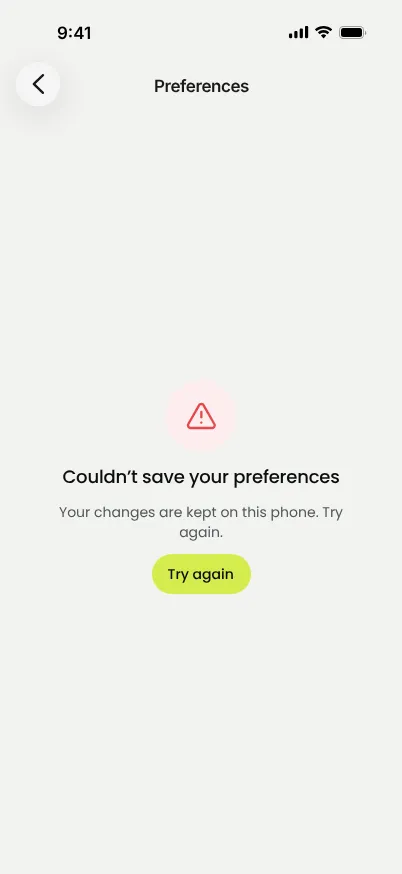 9:41
Preferences
Couldn’t save your preferences
Your changes are kept on this phone. Try
again.
Try again